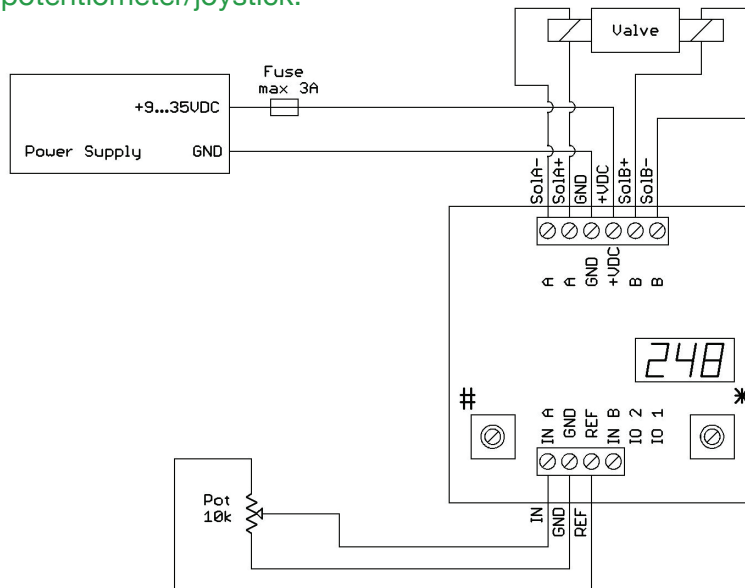 potentiometer/joystick.
Valve
Fuse
max 3A
+9...35VDC
Power Supply
GND
SolA-
SolA+
GND
+VDC
SolB+
SolB-
A
A
GND
+VDC
B
B
248
#
*
IN A
GND
REF
IN B
IO 2
IO 1
Pot
10k
IN
GND
REF